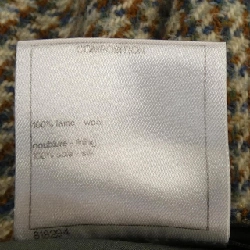 COMPOSITION
100% laine - wool
doublure - lining
100% soie - silk